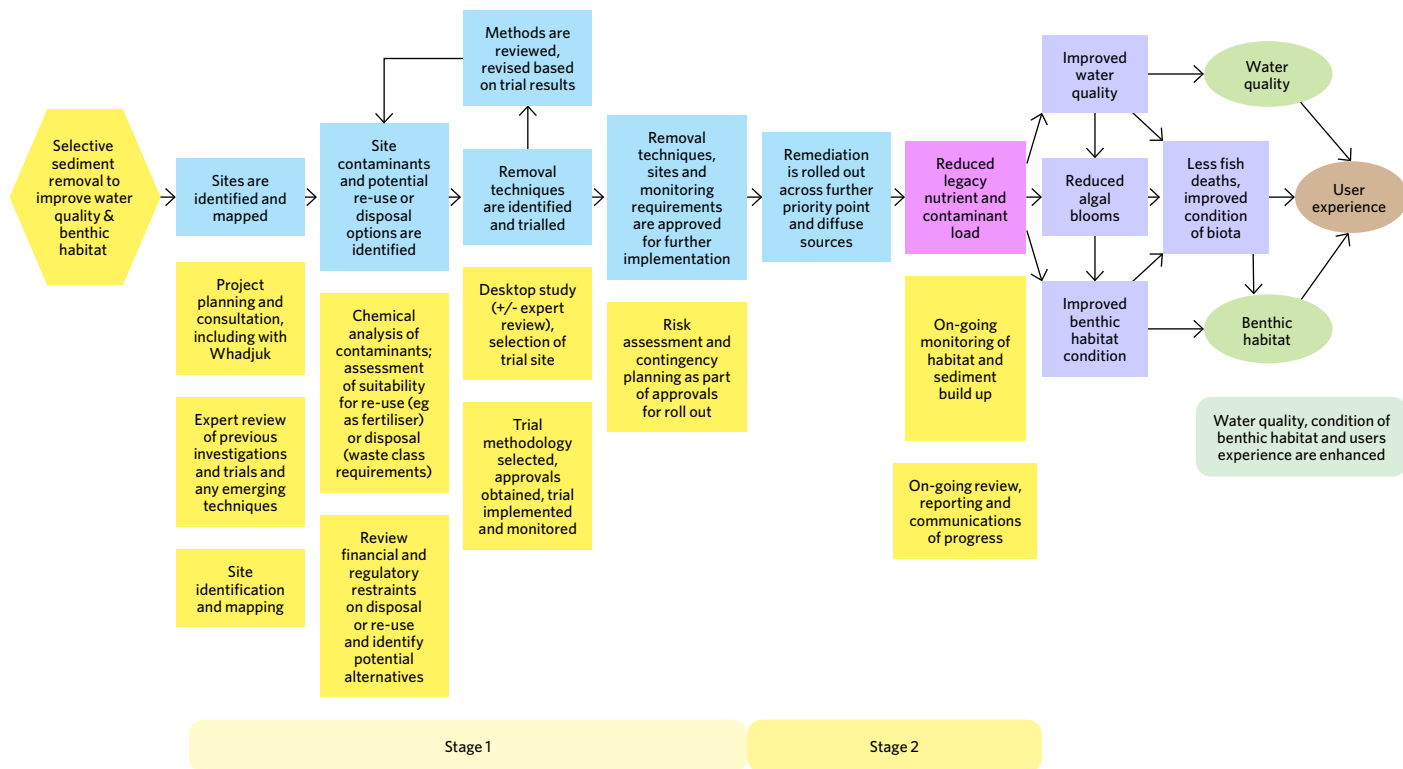 Selective
sediment
removal to
improve water
quality &
benthic
habitat
Sites are
identified and
mapped
Project
planning and
consultation,
including with
Whadjuk
Expert review
of previous
investigations
and trials and
any emerging
techniques
Site
identification
and mapping
Site
contaminants
and potential
re-use or
disposal
options are
identified
Chemical
analysis of
contaminants;
assessment
of suitability
for re-use (eg
as fertiliser)
or disposal
(waste class
requirements)
Review
financial and
regulatory
restraints
on disposal
or re-use
and identify
potential
alternatives
Methods are
reviewed,
revised based
on trial results
Removal
techniques
are identified
and trialled
Desktop study
(+/- expert
review),
selection of
trial site
Trial
methodology
selected,
approvals
obtained, trial
implemented
and monitored
Removal
techniques,
sites and
monitoring
requirements
are approved
for further
implementation
Risk
assessment and
contingency
planning as part
of approvals
for roll out
Remediation
is rolled out
across further
priority point
and diffuse
sources
Reduced
legacy
nutrient and
contaminant
load
On-going
monitoring of
habitat and
sediment
build up
On-going review,
reporting and
communications
of progress
Improved
water
quality
Reduced
algal
blooms
Improved
benthic
habitat
condition
Less fish
deaths,
improved
condition
of biota
Water
quality
User
experience
Benthic
habitat
Water quality, condition of
benthic habitat and users
experience are enhanced
Stage 1
Stage 2